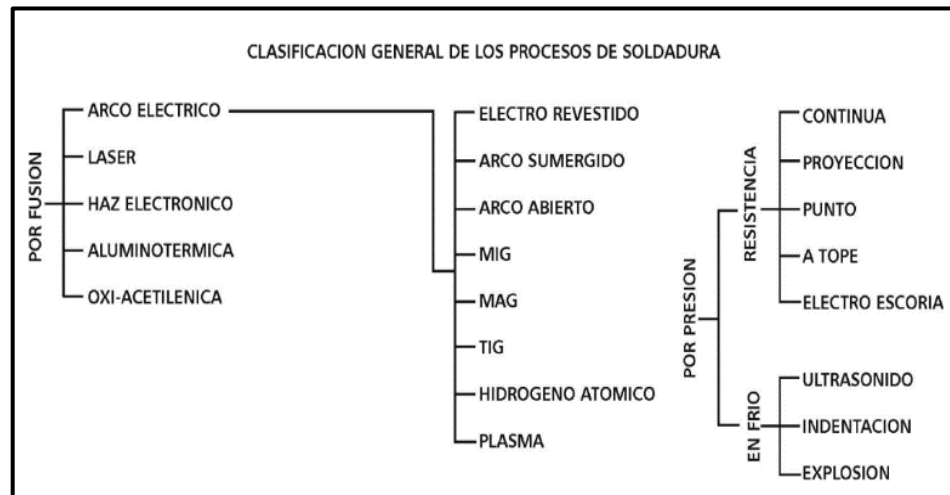 CLASIFICACION GENERAL DE LOS PROCESOS DE SOLDADURA
POR FUSION
ARCO ELECTRICO
LASER
HAZ ELECTRONICO
ALUMINOTERMICA
OXI-ACETILENICA
ELECTRO REVESTIDO
ARCO SUMERGIDO
ARCO ABIERTO
MIG
MAG
TIG
HIDROGENO ATOMICO
PLASMA
POR PRESION
RESISTENCIA
CONTINUA
PROYECCION
PUNTO
A TOPE
ELECTRO ESCORIA
EN FRIO
ULTRASONIDO
INDENTACION
EXPLOSION